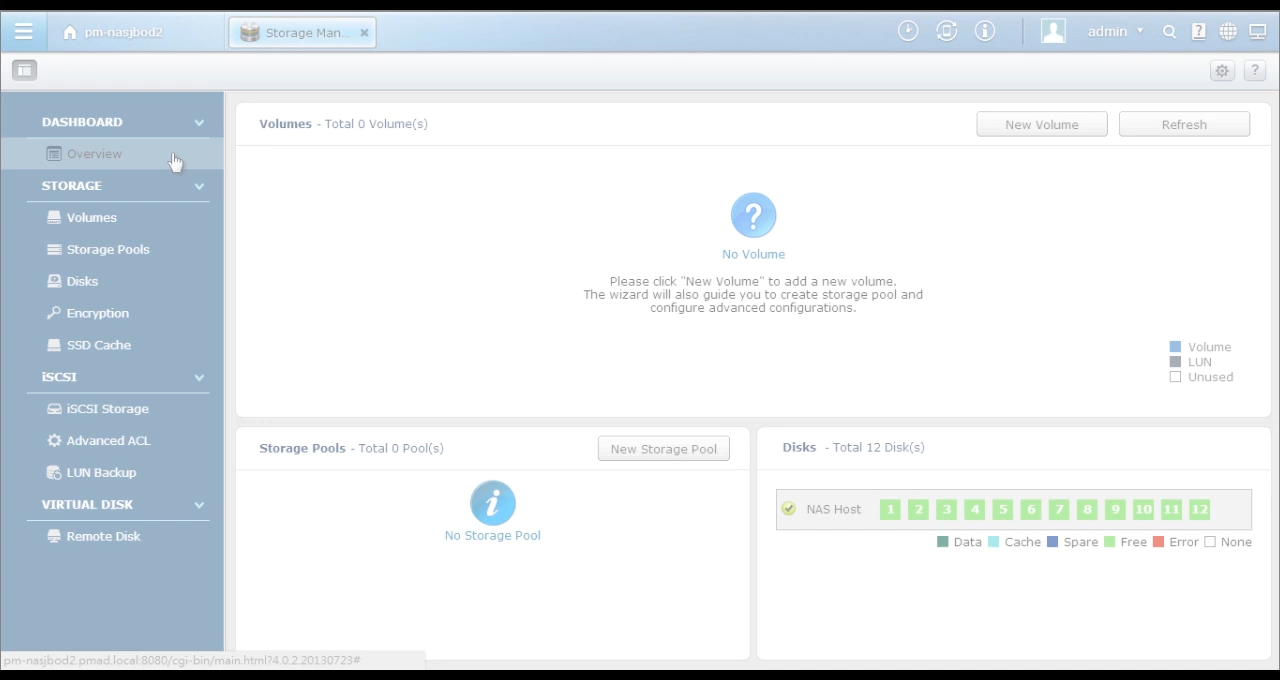 pm-nasjbod2
Storage Man...
admin
DASHBOARD
Overview
STORAGE
Volumes
Storage Pools
Disks
Encryption
SSD Cache
iSCSI
iSCSI Storage
Advanced ACL
LUN Backup
VIRTUAL DISK
Remote Disk
Volumes - Total 0 Volume(s)
New Volume
Refresh
No Volume
Please click "New Volume" to add a new volume.
The wizard will also guide you to create storage pool and
configure advanced configurations.
Volume
LUN
Unused
Storage Pools - Total 0 Pool(s)
New Storage Pool
No Storage Pool
Disks - Total 12 Disk(s)
NAS Host 1 2 3 4 5 6 7 8 9 10 11 12
Data Cache Spare Free Error None
pm-nasjbod2.pmad.local:8080/cgi-bin/main.html?4.0.2.20130723#